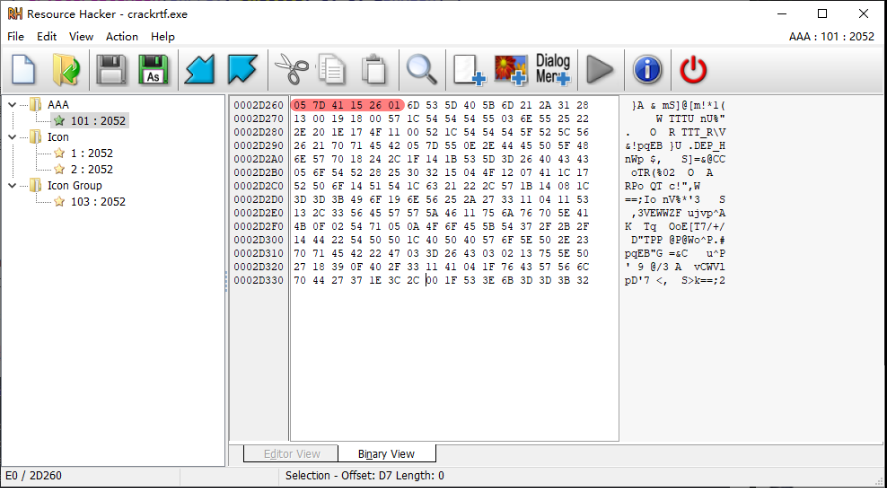 Resource Hacker - crackrtf.exe
File Edit View Action Help
AAA : 101 : 2052
As
Dialog
Menu
AAA
101 : 2052
Icon
1 : 2052
2 : 2052
Icon Group
103 : 2052
0002D260 05 7D 41 15 26 01 6D 53 5D 40 5B 6D 21 2A 31 28 }A & mS]@[m!*1(
0002D270 13 00 19 18 00 57 1C 54 54 54 55 03 6E 55 25 22 W TTTU nU%"
0002D280 2E 20 1E 17 4F 11 00 52 1C 54 54 54 5F 52 5C 56 . O R TTT_R\V
0002D290 26 21 70 71 45 42 05 7D 55 0E 2E 44 45 50 5F 48 &!pqEB }U .DEP_H
0002D2A0 6E 57 70 18 24 2C 1F 14 1B 53 5D 3D 26 40 43 43 nWp $, S]=&@CC
0002D2B0 05 6F 54 52 28 25 30 32 15 04 4F 12 07 41 1C 17 oTR(%02 O A
0002D2C0 52 50 6F 14 51 54 1C 63 21 22 2C 57 1B 14 08 1C RPo QT c!",W
0002D2D0 3D 3D 3B 49 6F 19 6E 56 25 2A 27 33 11 04 11 53 ==;Io nV%*'3 S
0002D2E0 13 2C 33 56 45 57 57 5A 46 11 75 6A 76 70 5E 41 ,3VEWWZF ujvp^A
0002D2F0 4B 0F 02 54 71 05 0A 4F 6F 45 5B 54 37 2F 2B 2F K Tq OoE[T7/+/
0002D300 14 44 22 54 50 50 1C 40 50 40 57 6F 5E 50 2E 23 D"TPP @P@Wo^P.#
0002D310 70 71 45 42 22 47 03 3D 26 43 03 02 13 75 5E 50 pqEB"G =&C u^P
0002D320 27 18 39 0F 40 2F 33 11 41 04 1F 76 43 57 56 6C ' 9 @/3 A vCWVl
0002D330 70 44 27 37 1E 3C 2C 00 1F 53 3E 6B 3D 3D 3B 32 pD'7 <, S>k==;2
Editor View Binary View
E0 / 2D260 Selection - Offset: D7 Length: 0